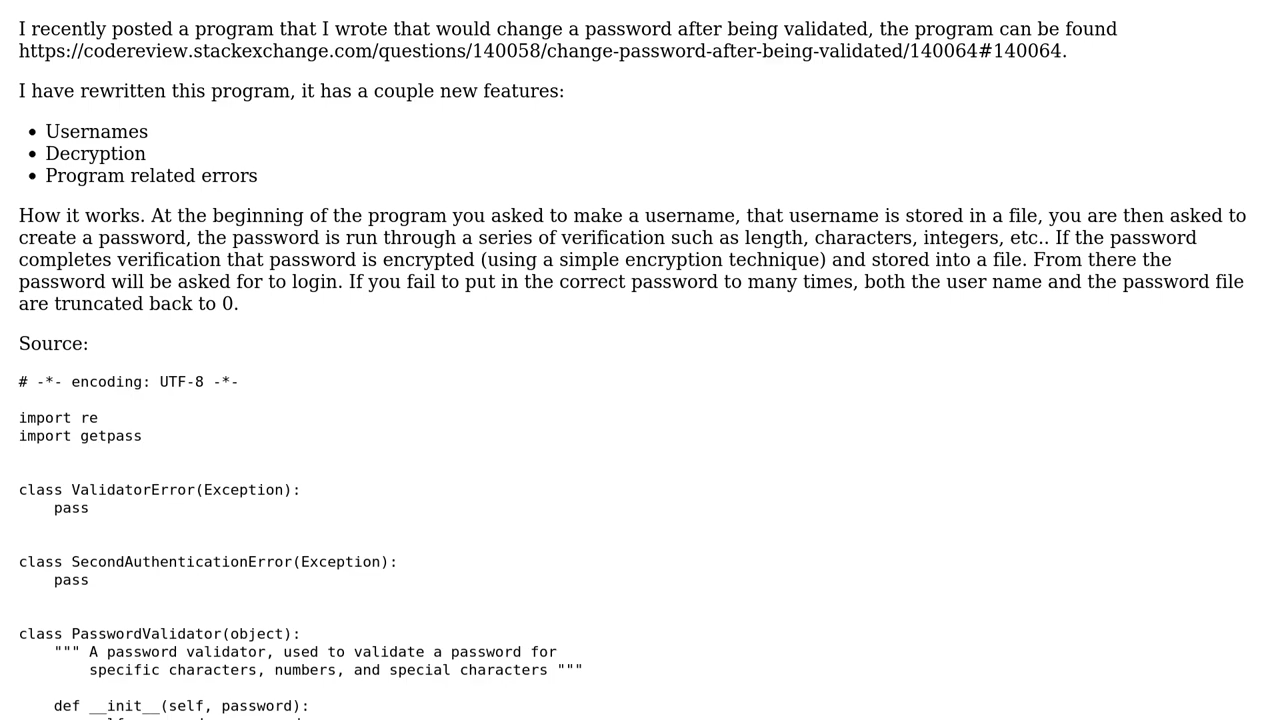 I recently posted a program that I wrote that would change a password after being validated, the program can be found
https://codereview.stackexchange.com/questions/140058/change-password-after-being-validated/140064#140064.
I have rewritten this program, it has a couple new features:
• Usernames
• Decryption
• Program related errors
How it works. At the beginning of the program you asked to make a username, that username is stored in a file, you are then asked to
create a password, the password is run through a series of verification such as length, characters, integers, etc.. If the password
completes verification that password is encrypted (using a simple encryption technique) and stored into a file. From there the
password will be asked for to login. If you fail to put in the correct password to many times, both the user name and the password file
are truncated back to 0.
Source:
# -*- encoding: UTF-8 -*-
import re
import getpass
class ValidatorError(Exception):
    pass
class SecondAuthenticationError(Exception):
    pass
class PasswordValidator(object):
    """ A password validator, used to validate a password for
        specific characters, numbers, and special characters """
    def __init__(self, password):